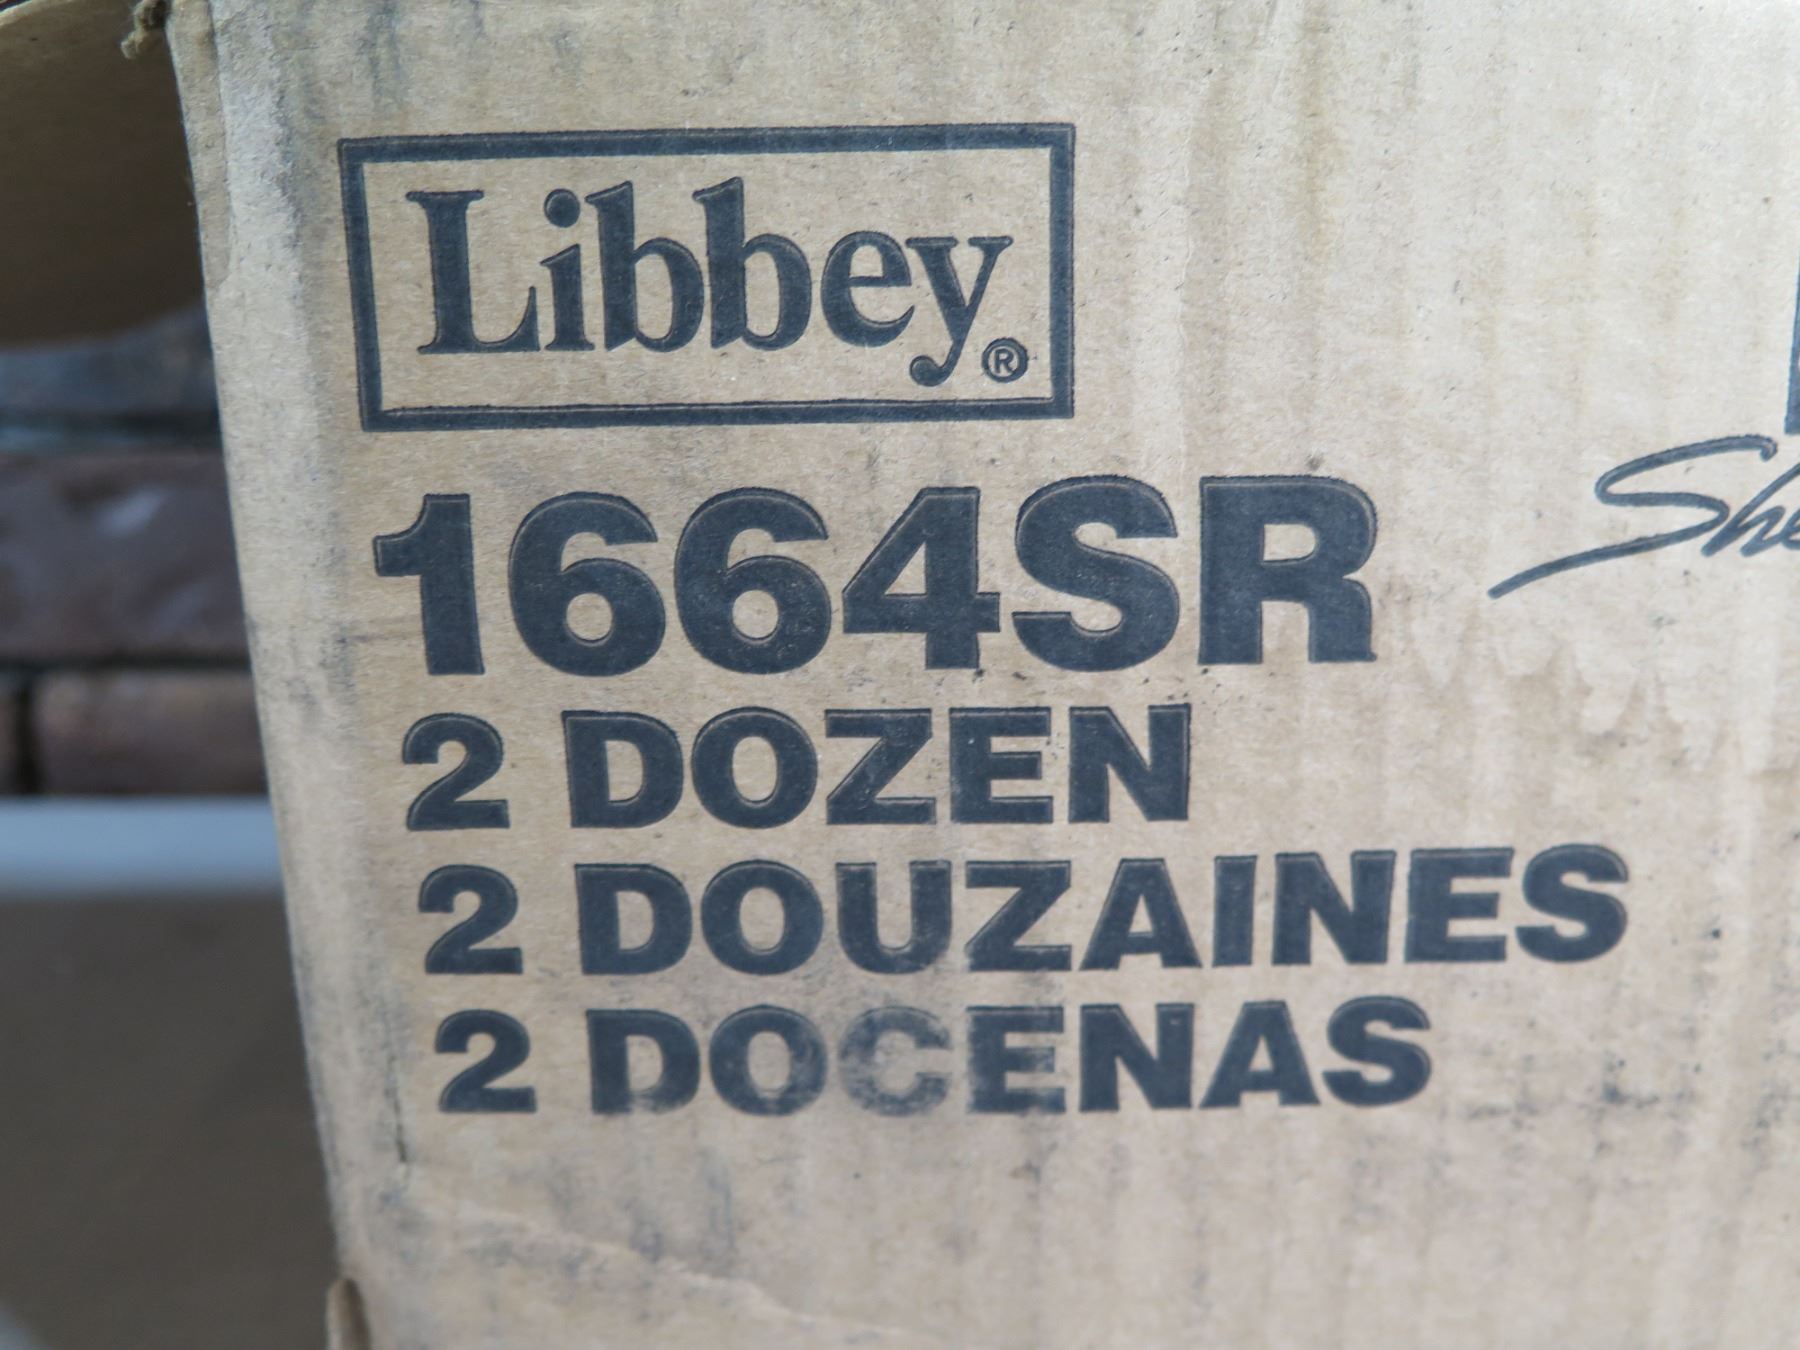 Libbey®
1664SR
2 DOZEN
2 DOUZAINES
2 DOCENAS